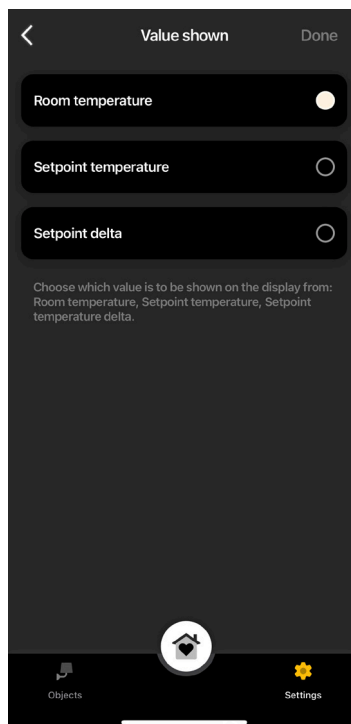 Value shown
Done
Room temperature
Setpoint temperature
Setpoint delta
Choose which value is to be shown on the display from:
Room temperature, Setpoint temperature, Setpoint
temperature delta.
Objects
Settings